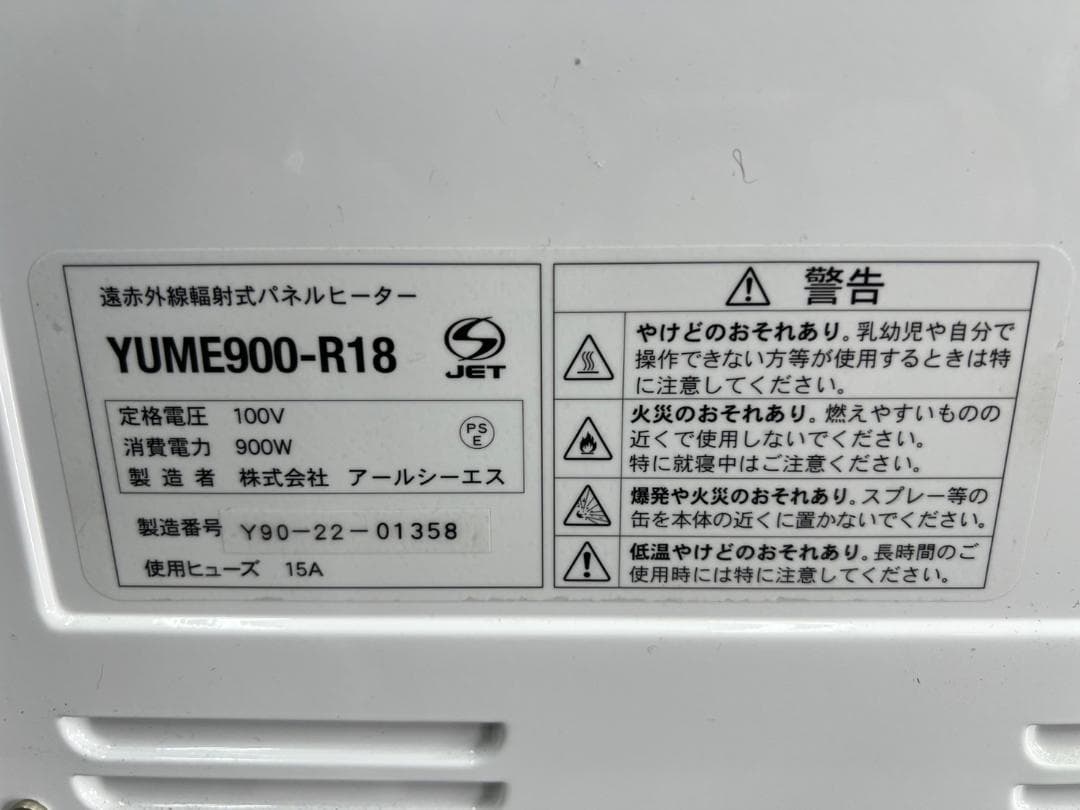 遠赤外線輻射式パネルヒーター
YUME900-R18
JET
定格電圧 100V
消費電力 900W
PS
E
製造者 株式会社 アールシーエス
製造番号 Y90-22-01358
使用ヒューズ 15A
警告
やけどのおそれあり。乳幼児や自分で
操作できない方等が使用するときは特
に注意してください。
火災のおそれあり。燃えやすいものの
近くで使用しないでください。
特に就寝中はご注意ください。
爆発や火災のおそれあり。スプレー等の
缶を本体の近くに置かないでください。
低温やけどのおそれあり。長時間のご
使用時には特に注意してください。